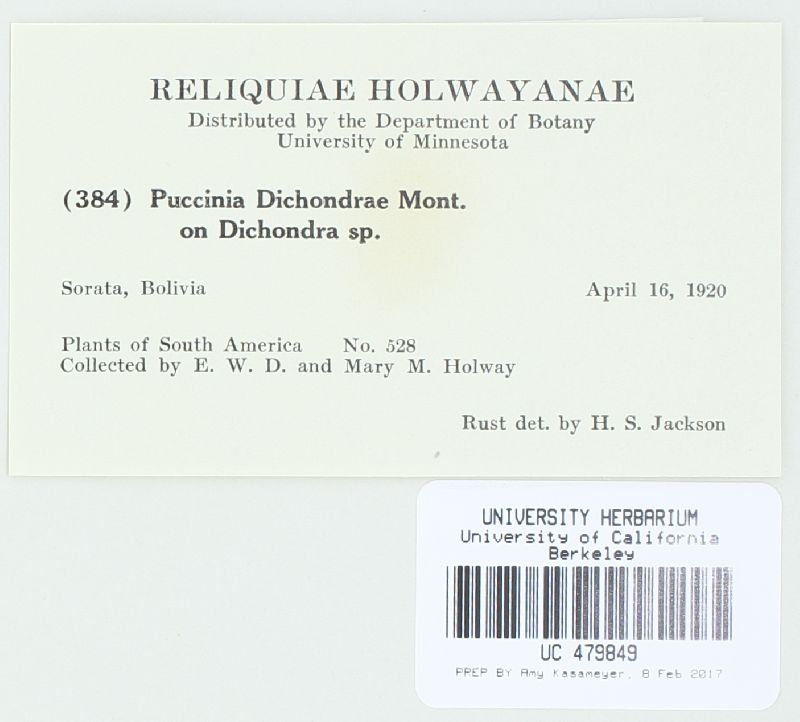 RELIQUIAE HOLWAYANAE
Distributed by the Department of Botany
University of Minnesota
(384) Puccinia Dichondrae Mont.
on Dichondra sp.
Sorata, Bolivia April 16, 1920
Plants of South America No. 528
Collected by E. W. D. and Mary M. Holway
Rust det. by H. S. Jackson
UNIVERSITY HERBARIUM
University of California
Berkeley
UC 479849
PREP BY Amy Kasameyer, 8 Feb 2017